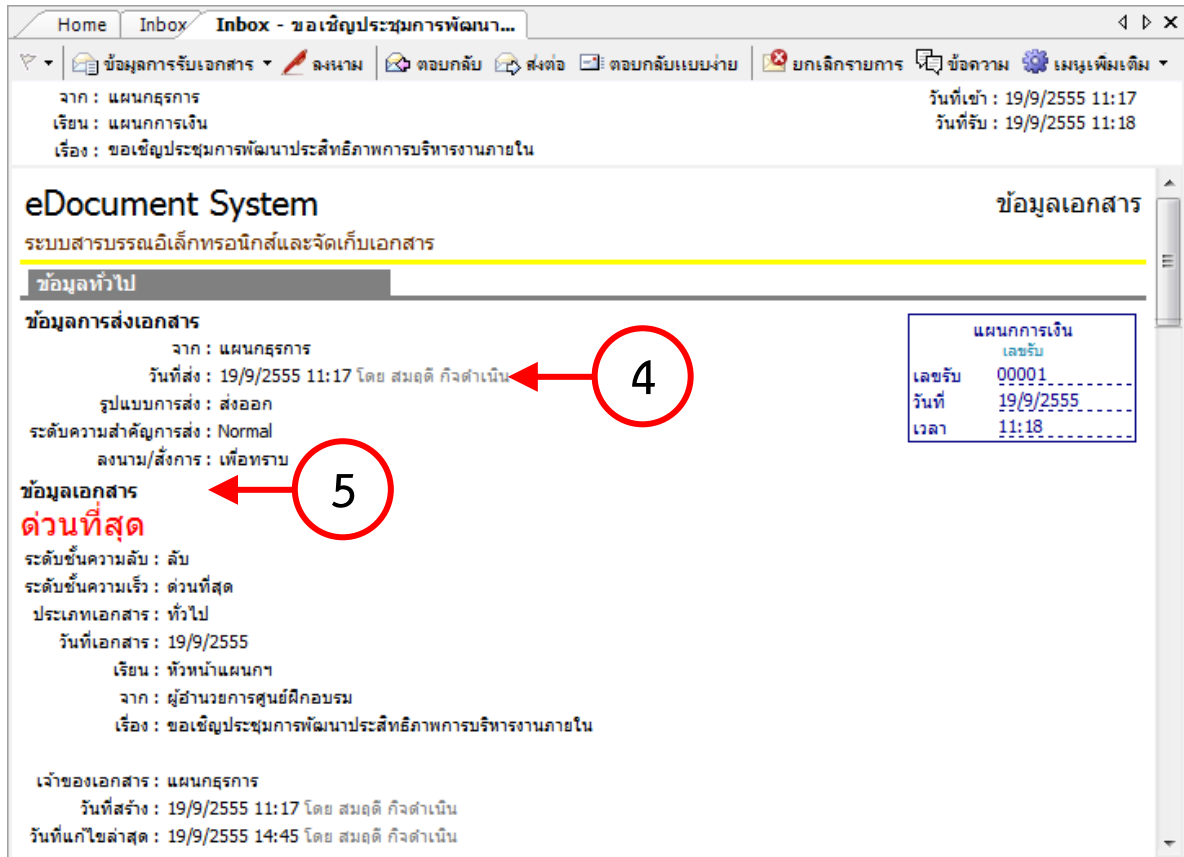 Home Inbox Inbox - ขอเชิญประชุมการพัฒนา...
ข้อมูลการรับเอกสาร ลงนาม ตอบกลับ ส่งต่อ ตอบกลับแบบง่าย ยกเลิกรายการ ข้อความ เมนูเพิ่มเติม
จาก : แผนกธุรการ วันที่เข้า : 19/9/2555 11:17
เรียน : แผนกการเงิน วันที่รับ : 19/9/2555 11:18
เรื่อง : ขอเชิญประชุมการพัฒนาประสิทธิภาพการบริหารงานภายใน
eDocument System ข้อมูลเอกสาร
ระบบสารบรรณอิเล็กทรอนิกส์และจัดเก็บเอกสาร
ข้อมูลทั่วไป
ข้อมูลการส่งเอกสาร
จาก : แผนกธุรการ
วันที่ส่ง : 19/9/2555 11:17 โดย สมฤดี กิจดำเนิน
4
รูปแบบการส่ง : ส่งออก
ระดับความสำคัญการส่ง : Normal
ลงนาม/สั่งการ : เพื่อทราบ
แผนกการเงิน
เลขรับ
เลขรับ 00001
วันที่ 19/9/2555
เวลา 11:18
ข้อมูลเอกสาร
5
ด่วนที่สุด
ระดับชั้นความลับ : ลับ
ระดับชั้นความเร็ว : ด่วนที่สุด
ประเภทเอกสาร : ทั่วไป
วันที่เอกสาร : 19/9/2555
เรียน : หัวหน้าแผนกฯ
จาก : ผู้อำนวยการศูนย์ฝึกอบรม
เรื่อง : ขอเชิญประชุมการพัฒนาประสิทธิภาพการบริหารงานภายใน
เจ้าของเอกสาร : แผนกธุรการ
วันที่สร้าง : 19/9/2555 11:17 โดย สมฤดี กิจดำเนิน
วันที่แก้ไขล่าสุด : 19/9/2555 14:45 โดย สมฤดี กิจดำเนิน